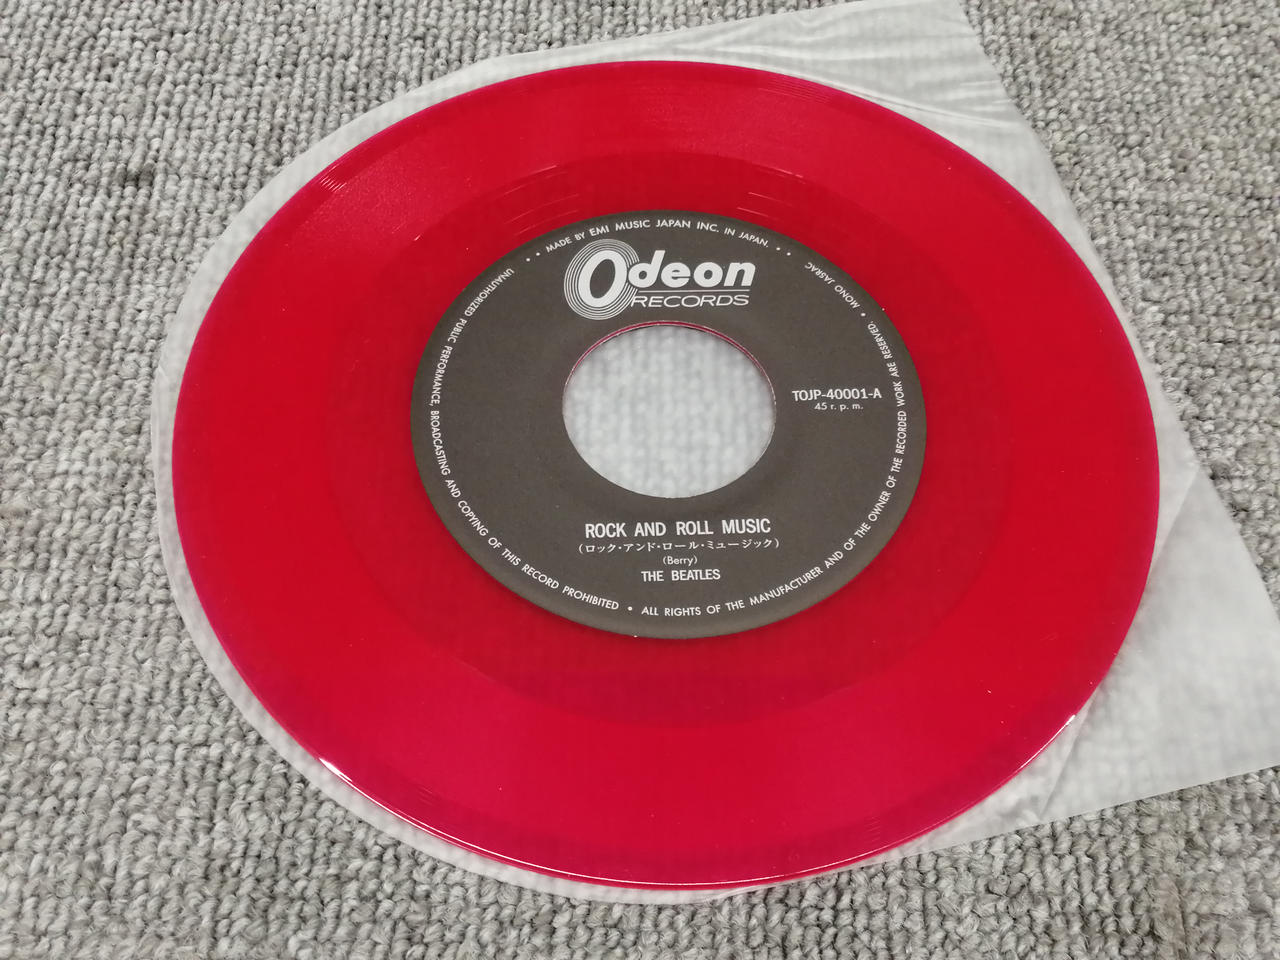 • • MADE BY EMI MUSIC JAPAN INC. IN JAPAN. • •
Odeon
RECORDS
MONO JASRAC
TOJP-40001-A
45 r. p. m.
ROCK AND ROLL MUSIC
(ロック・アンド・ロール・ミュージック)
(Berry)
THE BEATLES
UNAUTHORIZED PUBLIC PERFORMANCE, BROADCASTING AND COPYING OF THIS RECORD PROHIBITED • ALL RIGHTS OF THE MANUFACTURER AND OF THE OWNER OF THE RECORDED WORK ARE RESERVED. •